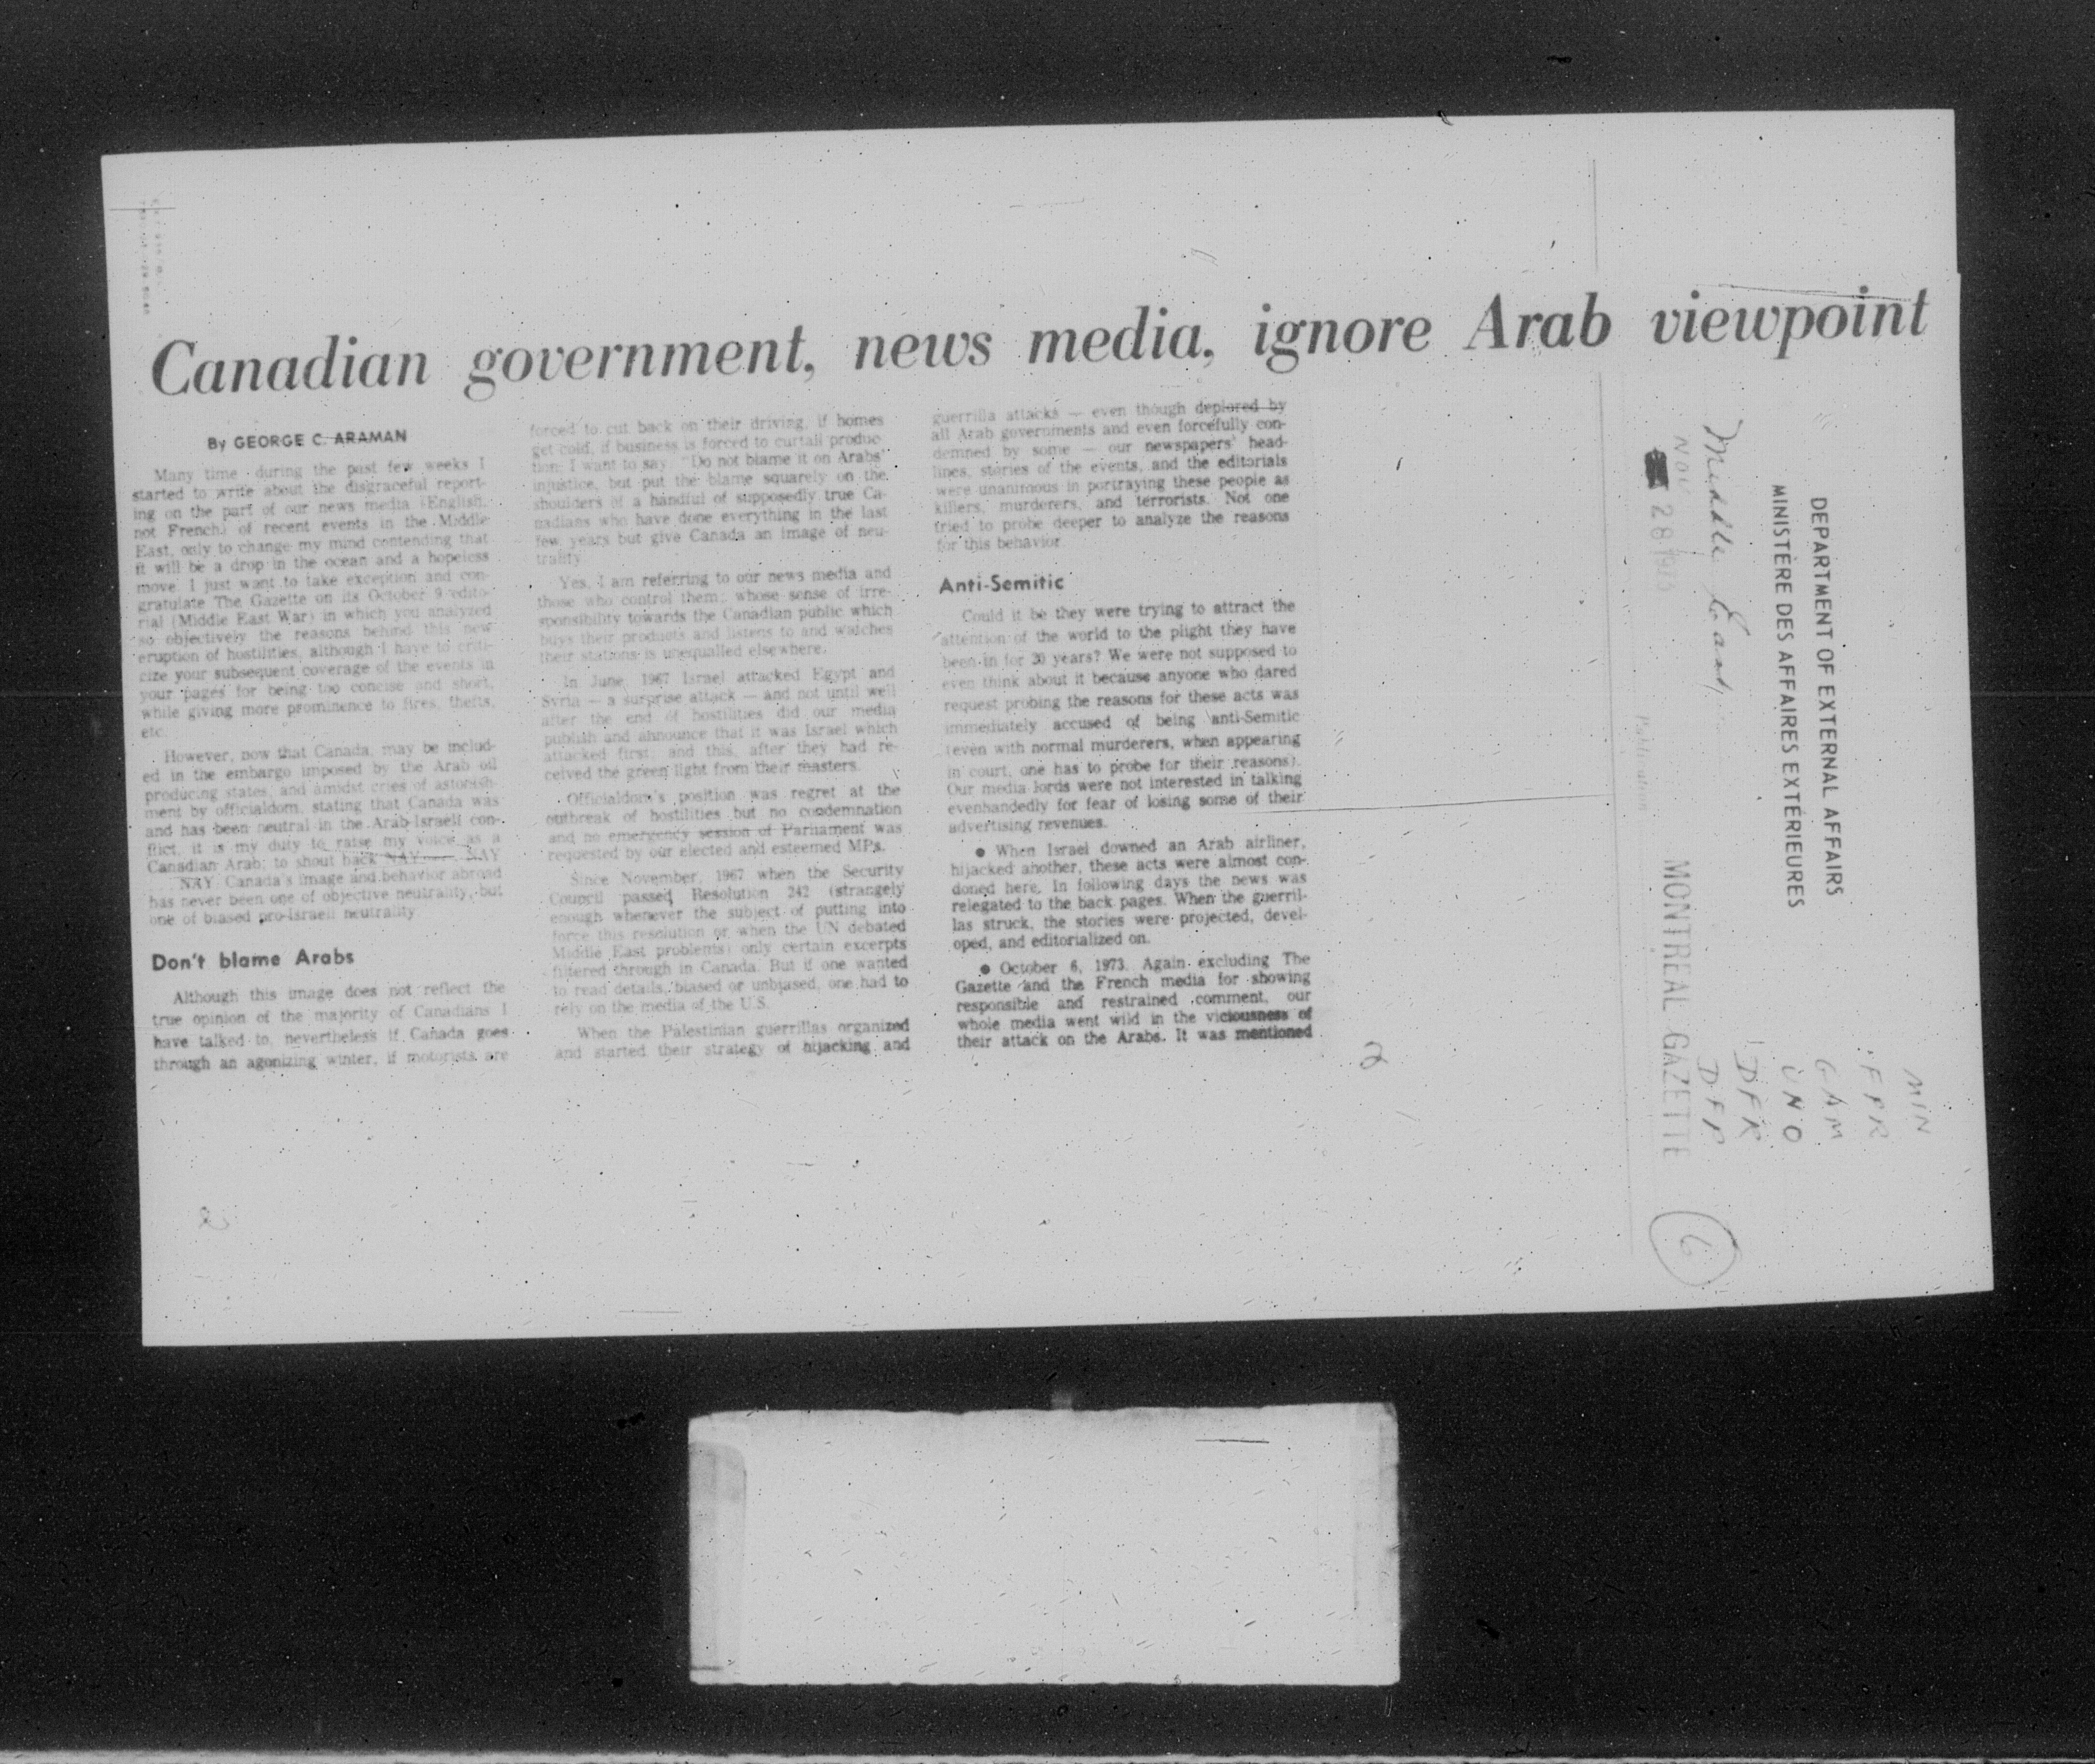 Canadian government, news media, ignore Arab viewpoint
By GEORGE C. ARAMAN
Many time during the past few weeks I
started to write about the disgraceful report-
ing on the part of our news media (English,
not French) of recent events in the Middle
East, only to change my mind contending that
it will be a drop in the ocean and a hopeless
move. I just want to take exception and con-
gratulate The Gazette on its October 9 edito-
rial (Middle East War) in which you analyzed
so objectively the reasons behind this new
eruption of hostilities, although I have to criti-
cize your subsequent coverage of the events in
your pages for being too concise and short,
while giving more prominence to fires, thefts,
etc.
However, now that Canada, may be includ-
ed in the embargo imposed by the Arab oil
producing states, and amidst cries of astonish-
ment by officialdom, stating that Canada was
and has been neutral in the Arab-Israeli con-
flict, it is my duty to raise my voice as a
Canadian Arab, to shout back NAY — NAY
NAY. Canada's image and behavior abroad
has never been one of objective neutrality, but
one of biased pro-Israeli neutrality.
Don't blame Arabs
Although this image does not reflect the
true opinion of the majority of Canadians I
have talked to, nevertheless if Canada goes
through an agonizing winter, if motorists are
forced to cut back on their driving, if homes
get cold, if business is forced to curtail produc-
tion; I want to say, "Do not blame it on Arabs'
injustice, but put the blame squarely on the
shoulders of a handful of supposedly true Ca-
nadians who have done everything in the last
few years but give Canada an image of neu-
trality.
Yes, I am referring to our news media and
those who control them, whose sense of irre-
sponsibility towards the Canadian public which
buys their products and listens to and watches
their stations is unequalled elsewhere.
In June, 1967 Israel attacked Egypt and
Syria — a surprise attack — and not until well
after the end of hostilities did our media
publish and announce that it was Israel which
attacked first; and this, after they had re-
ceived the green light from their masters.
Officialdom's position was regret at the
outbreak of hostilities but no condemnation
and no emergency session of Parliament was
requested by our elected and esteemed MPs.
Since November, 1967 when the Security
Council passed Resolution 242 (strangely
enough whenever the subject of putting into
force this resolution or when the UN debated
Middle East problems) only certain excerpts
filtered through in Canada. But if one wanted
to read details, biased or unbiased, one had to
rely on the media of the U.S.
When the Palestinian guerrillas organized
and started their strategy of hijacking and
guerrilla attacks — even though deplored by
all Arab governments and even forcefully con-
demned by some — our newspapers' head-
lines, stories of the events, and the editorials
were unanimous in portraying these people as
killers, murderers, and terrorists. Not one
tried to probe deeper to analyze the reasons
for this behavior.
Anti-Semitic
Could it be they were trying to attract the
attention of the world to the plight they have
been in for 20 years? We were not supposed to
even think about it because anyone who dared
request probing the reasons for these acts was
immediately accused of being anti-Semitic
(even with normal murderers, when appearing
in court, one has to probe for their reasons).
Our media lords were not interested in talking
evenhandedly for fear of losing some of their
advertising revenues.
● When Israel downed an Arab airliner,
hijacked another, these acts were almost con-
doned here. In following days the news was
relegated to the back pages. When the guerril-
las struck, the stories were projected, devel-
oped, and editorialized on.
● October 6, 1973. Again excluding The
Gazette and the French media for showing
responsible and restrained comment, our
whole media went wild in the viciousness of
their attack on the Arabs. It was mentioned
2
DEPARTMENT OF EXTERNAL AFFAIRS
MINISTÈRE DES AFFAIRES EXTÉRIEURES
Middle East
NOV 28 1973
Publication
MONTREAL GAZETTE
MIN
FPR
GAM
UNO
DFR
DFP
6